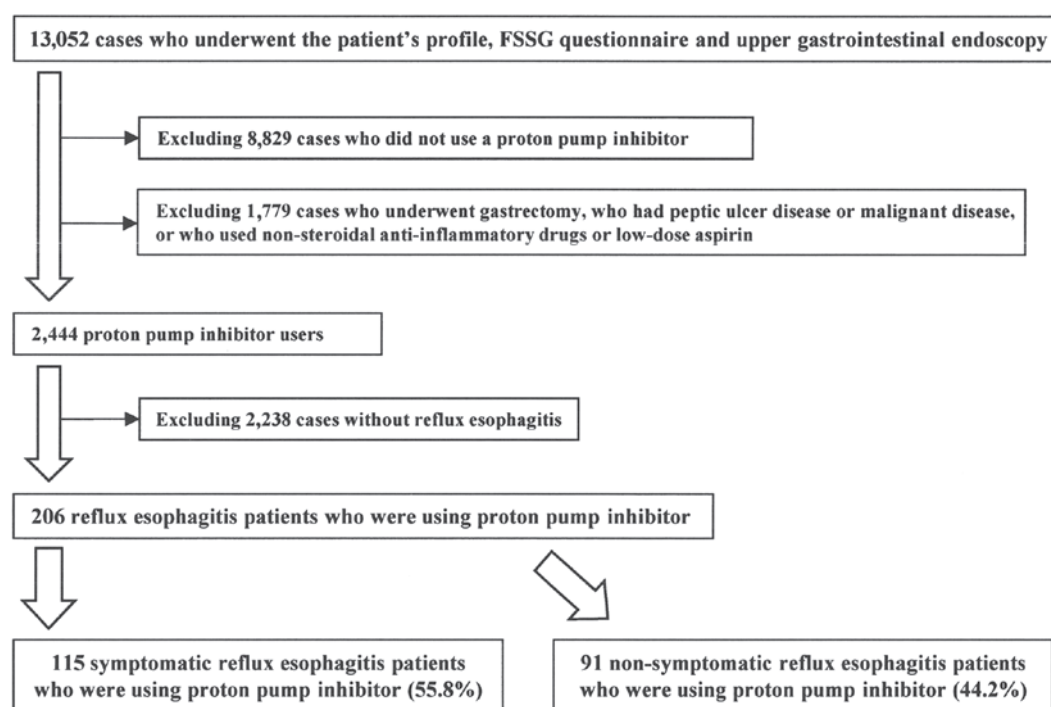 13,052 cases who underwent the patient's profile, FSSG questionnaire and upper gastrointestinal endoscopy
Excluding 8,829 cases who did not use a proton pump inhibitor
Excluding 1,779 cases who underwent gastrectomy, who had peptic ulcer disease or malignant disease,
or who used non-steroidal anti-inflammatory drugs or low-dose aspirin
2,444 proton pump inhibitor users
Excluding 2,238 cases without reflux esophagitis
206 reflux esophagitis patients who were using proton pump inhibitor
115 symptomatic reflux esophagitis patients
who were using proton pump inhibitor (55.8%)
91 non-symptomatic reflux esophagitis patients
who were using proton pump inhibitor (44.2%)